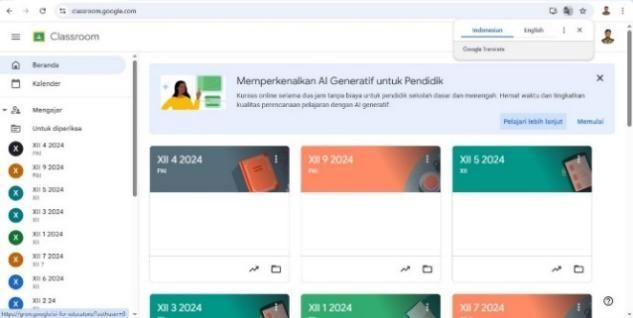 classroom.google.com
Indonesian English
Google Translate
Classroom
Beranda
Kalender
Mengajar
Untuk diperiksa
X XII 4 2024
PAI
X XII 9 2024
PAI
X XII 5 2024
XII
X XII 3 2024
XII
X XII 1 2024
XII
X XII 7 2024
XII 7
X XII 6 2024
XII
X XII 2 24
Memperkenalkan AI Generatif untuk Pendidik
Kursus online selama dua jam tanpa biaya untuk pendidik sekolah dasar dan menengah. Hemat waktu dan tingkatkan
kualitas perencanaan pelajaran dengan AI generatif.
Pelajari lebih lanjut Memulai
XII 4 2024
PAI
XII 9 2024
PAI
XII 5 2024
XII
XII 3 2024
XII 1 2024
XII 7 2024